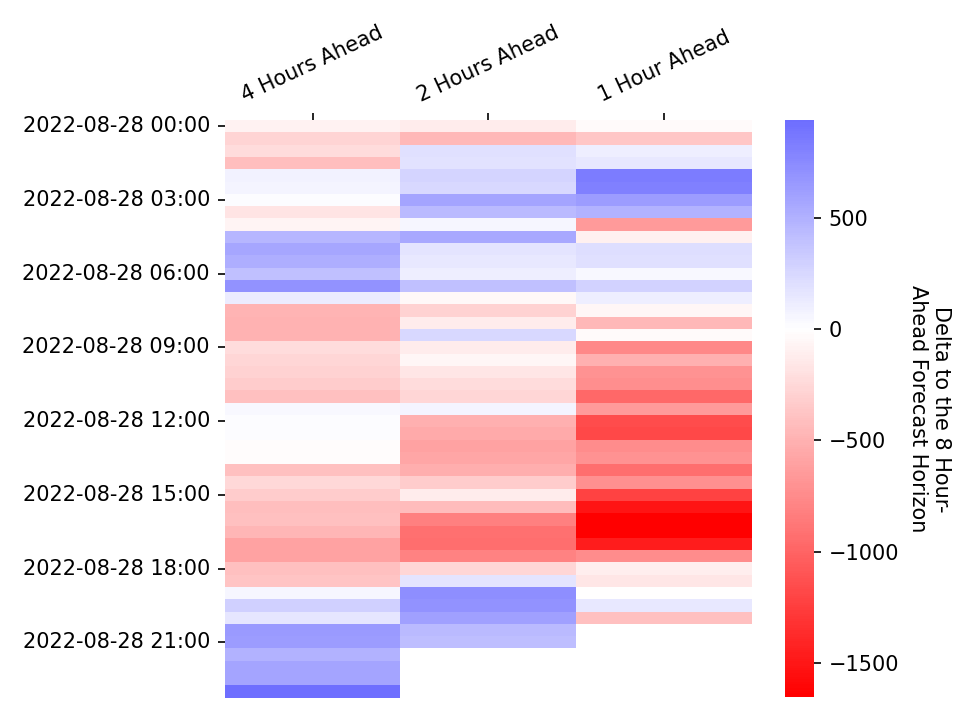 4 Hours Ahead
2 Hours Ahead
1 Hour Ahead
2022-08-28 00:00
2022-08-28 03:00
2022-08-28 06:00
2022-08-28 09:00
2022-08-28 12:00
2022-08-28 15:00
2022-08-28 18:00
2022-08-28 21:00
500
0
−500
−1000
−1500
Delta to the 8 Hour-
Ahead Forecast Horizon